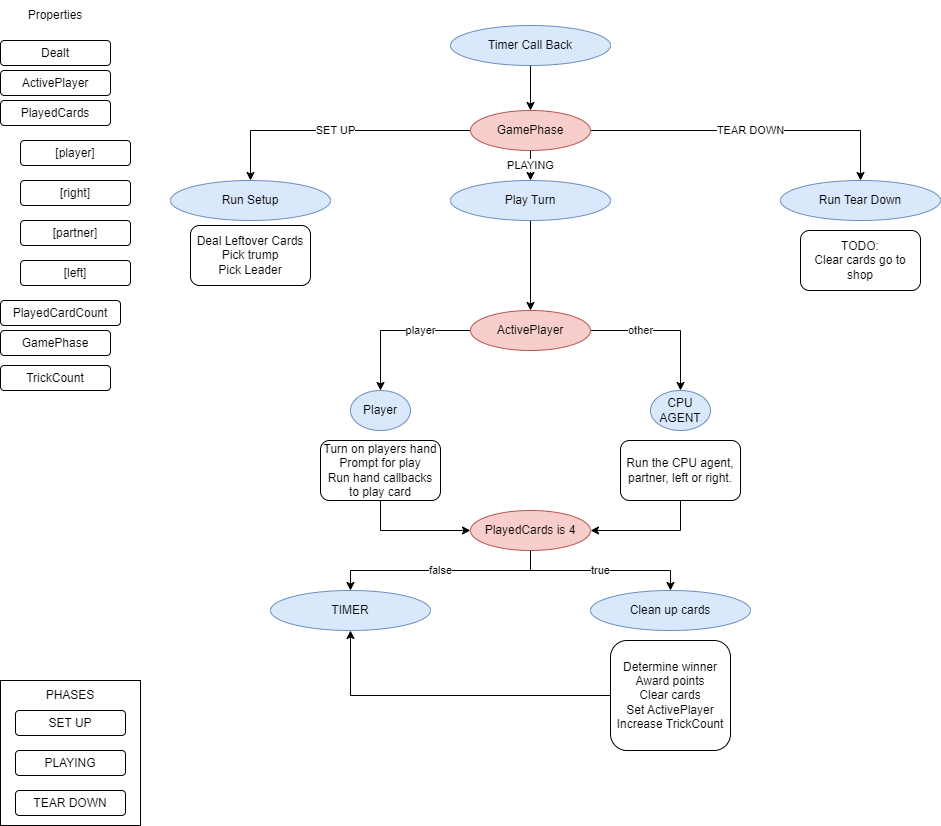 Properties
Dealt
ActivePlayer
PlayedCards
[player]
[right]
[partner]
[left]
PlayedCardCount
GamePhase
TrickCount
Timer Call Back
GamePhase
SET UP
PLAYING
TEAR DOWN
Run Setup
Play Turn
Run Tear Down
Deal Leftover Cards
Pick trump
Pick Leader
TODO:
Clear cards go to
shop
ActivePlayer
player
other
Player
CPU
AGENT
Turn on players hand
Prompt for play
Run hand callbacks
to play card
Run the CPU agent,
partner, left or right.
PlayedCards is 4
false
true
TIMER
Clean up cards
Determine winner
Award points
Clear cards
Set ActivePlayer
Increase TrickCount
PHASES
SET UP
PLAYING
TEAR DOWN